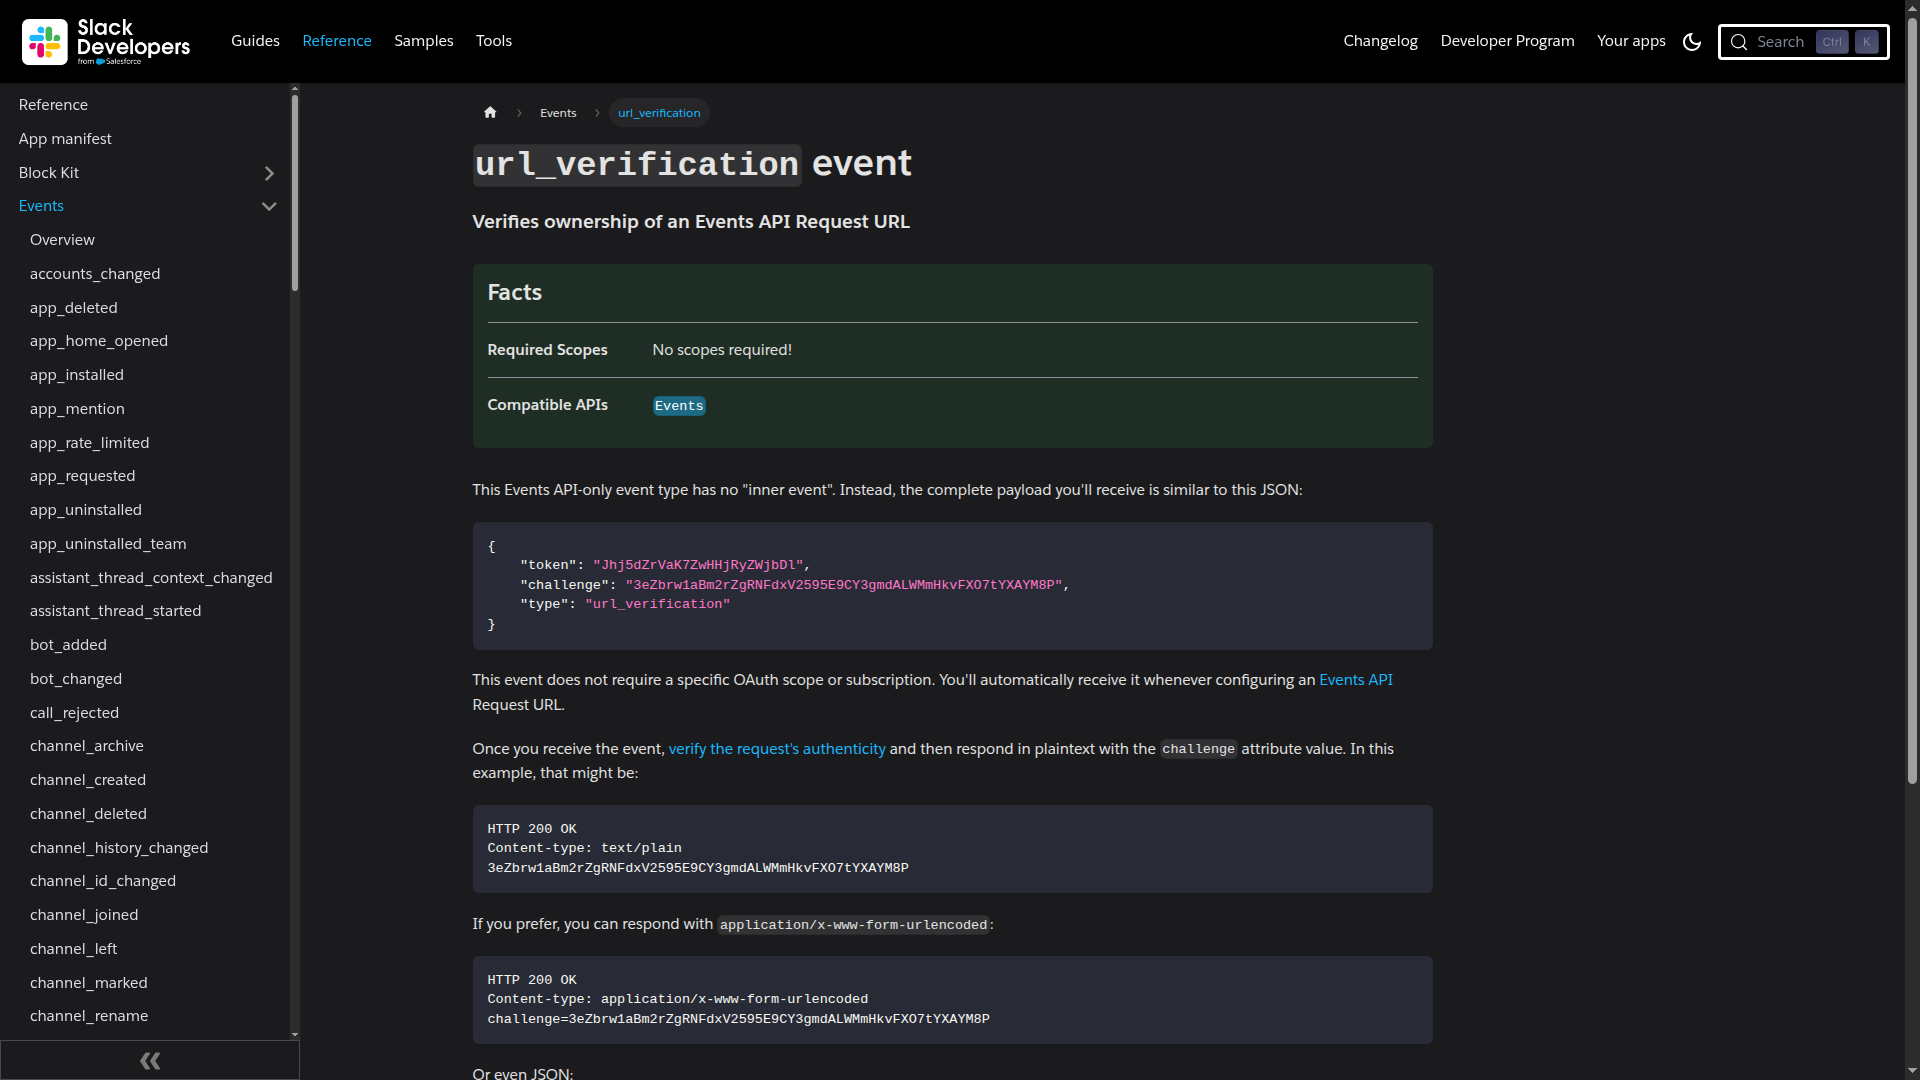 Slack
Developers
from Salesforce
Guides
Reference
Samples
Tools
Changelog
Developer Program
Your apps
Search
Ctrl
K
Reference
App manifest
Block Kit
Events
Overview
accounts_changed
app_deleted
app_home_opened
app_installed
app_mention
app_rate_limited
app_requested
app_uninstalled
app_uninstalled_team
assistant_thread_context_changed
assistant_thread_started
bot_added
bot_changed
call_rejected
channel_archive
channel_created
channel_deleted
channel_history_changed
channel_id_changed
channel_joined
channel_left
channel_marked
channel_rename
Events
url_verification
url_verification event
Verifies ownership of an Events API Request URL
Facts
Required Scopes No scopes required!
Compatible APIs Events
This Events API-only event type has no "inner event". Instead, the complete payload you'll receive is similar to this JSON:
{
"token": "Jhj5dZrVaK7ZwHHjRyZWjbDl",
"challenge": "3eZbrw1aBm2rZgRNFdxV2595E9CY3gmdALWMmHkvFXO7tYXAYM8P",
"type": "url_verification"
}
This event does not require a specific OAuth scope or subscription. You'll automatically receive it whenever configuring an Events API
Request URL.
Once you receive the event, verify the request's authenticity and then respond in plaintext with the challenge attribute value. In this
example, that might be:
HTTP 200 OK
Content-type: text/plain
3eZbrw1aBm2rZgRNFdxV2595E9CY3gmdALWMmHkvFXO7tYXAYM8P
If you prefer, you can respond with application/x-www-form-urlencoded:
HTTP 200 OK
Content-type: application/x-www-form-urlencoded
challenge=3eZbrw1aBm2rZgRNFdxV2595E9CY3gmdALWMmHkvFXO7tYXAYM8P
Or even JSON: